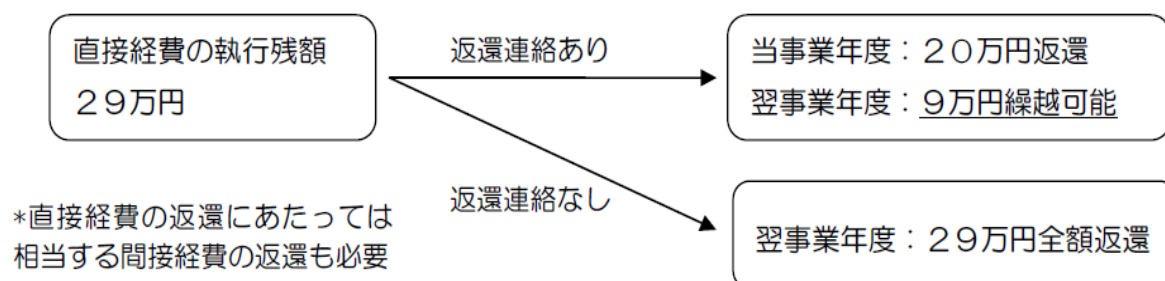 直接経費の執行残額
２９万円
返還連絡あり
当事業年度：２０万円返還
翌事業年度：９万円繰越可能
返還連絡なし
*直接経費の返還にあたっては
相当する間接経費の返還も必要
翌事業年度：２９万円全額返還